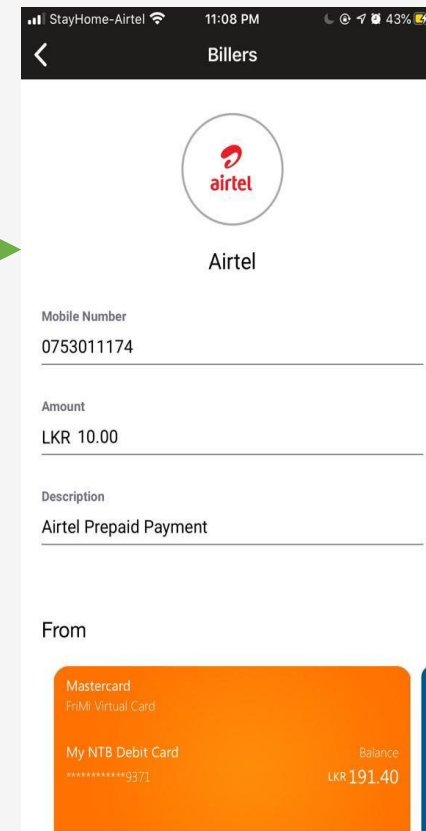 StayHome-Airtel 11:08 PM 43%
Billers
airtel
Airtel
Mobile Number
0753011174
Amount
LKR 10.00
Description
Airtel Prepaid Payment
From
Mastercard
FriMi Virtual Card
My NTB Debit Card Balance
************9371 LKR 191.40